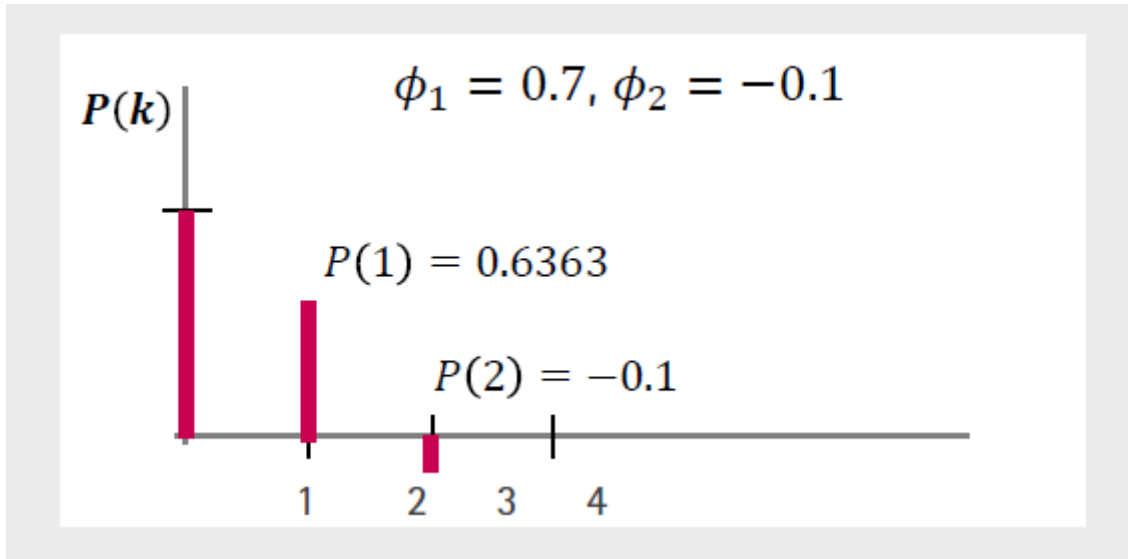 ϕ₁ = 0.7, ϕ₂ = −0.1
P(k)
P(1) = 0.6363
P(2) = −0.1
1 2 3 4